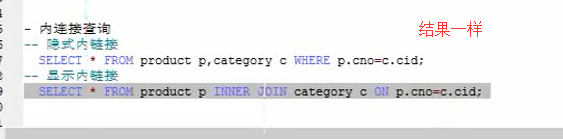 - 内连接查询
结果一样
-- 隐式内链接
SELECT * FROM product p,category c WHERE p.cno=c.cid;
-- 显示内链接
SELECT * FROM product p INNER JOIN category c ON p.cno=c.cid;